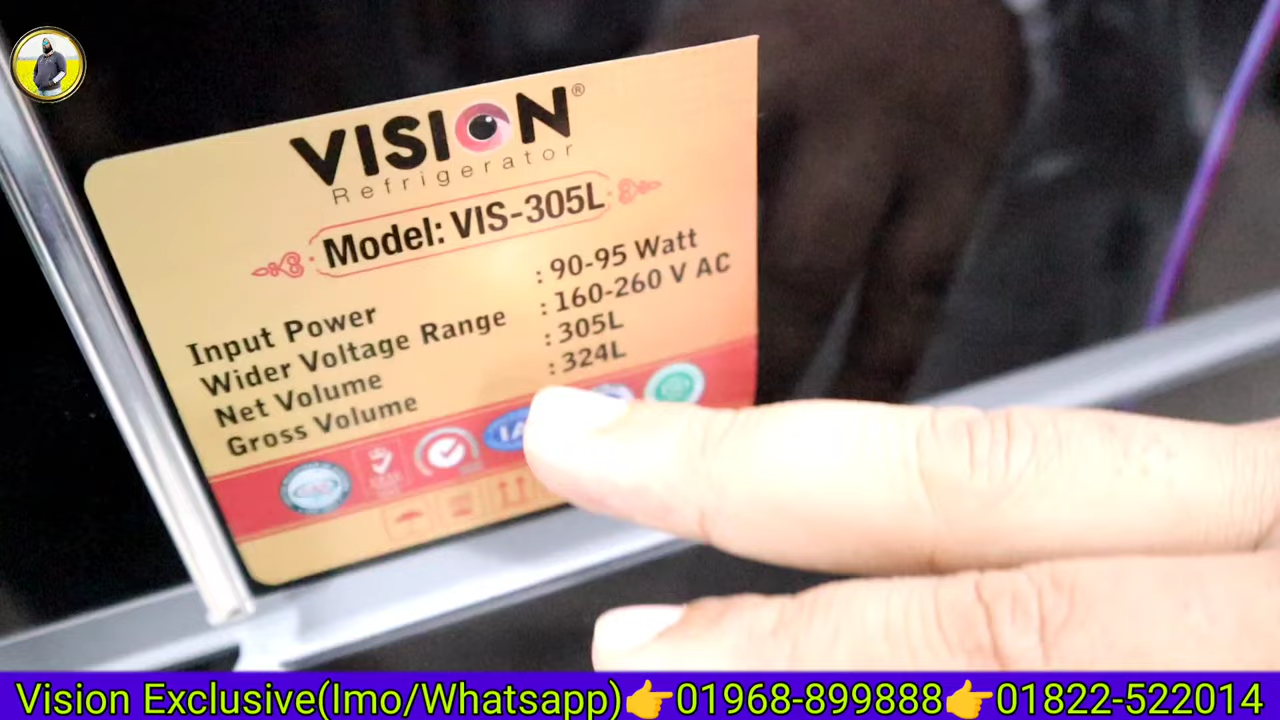 VISION®
Refrigerator
Model: VIS-305L
Input Power : 90-95 Watt
Wider Voltage Range : 160-260 V AC
Net Volume : 305L
Gross Volume : 324L
Vision Exclusive(Imo/Whatsapp)👉01968-899888👉01822-522014